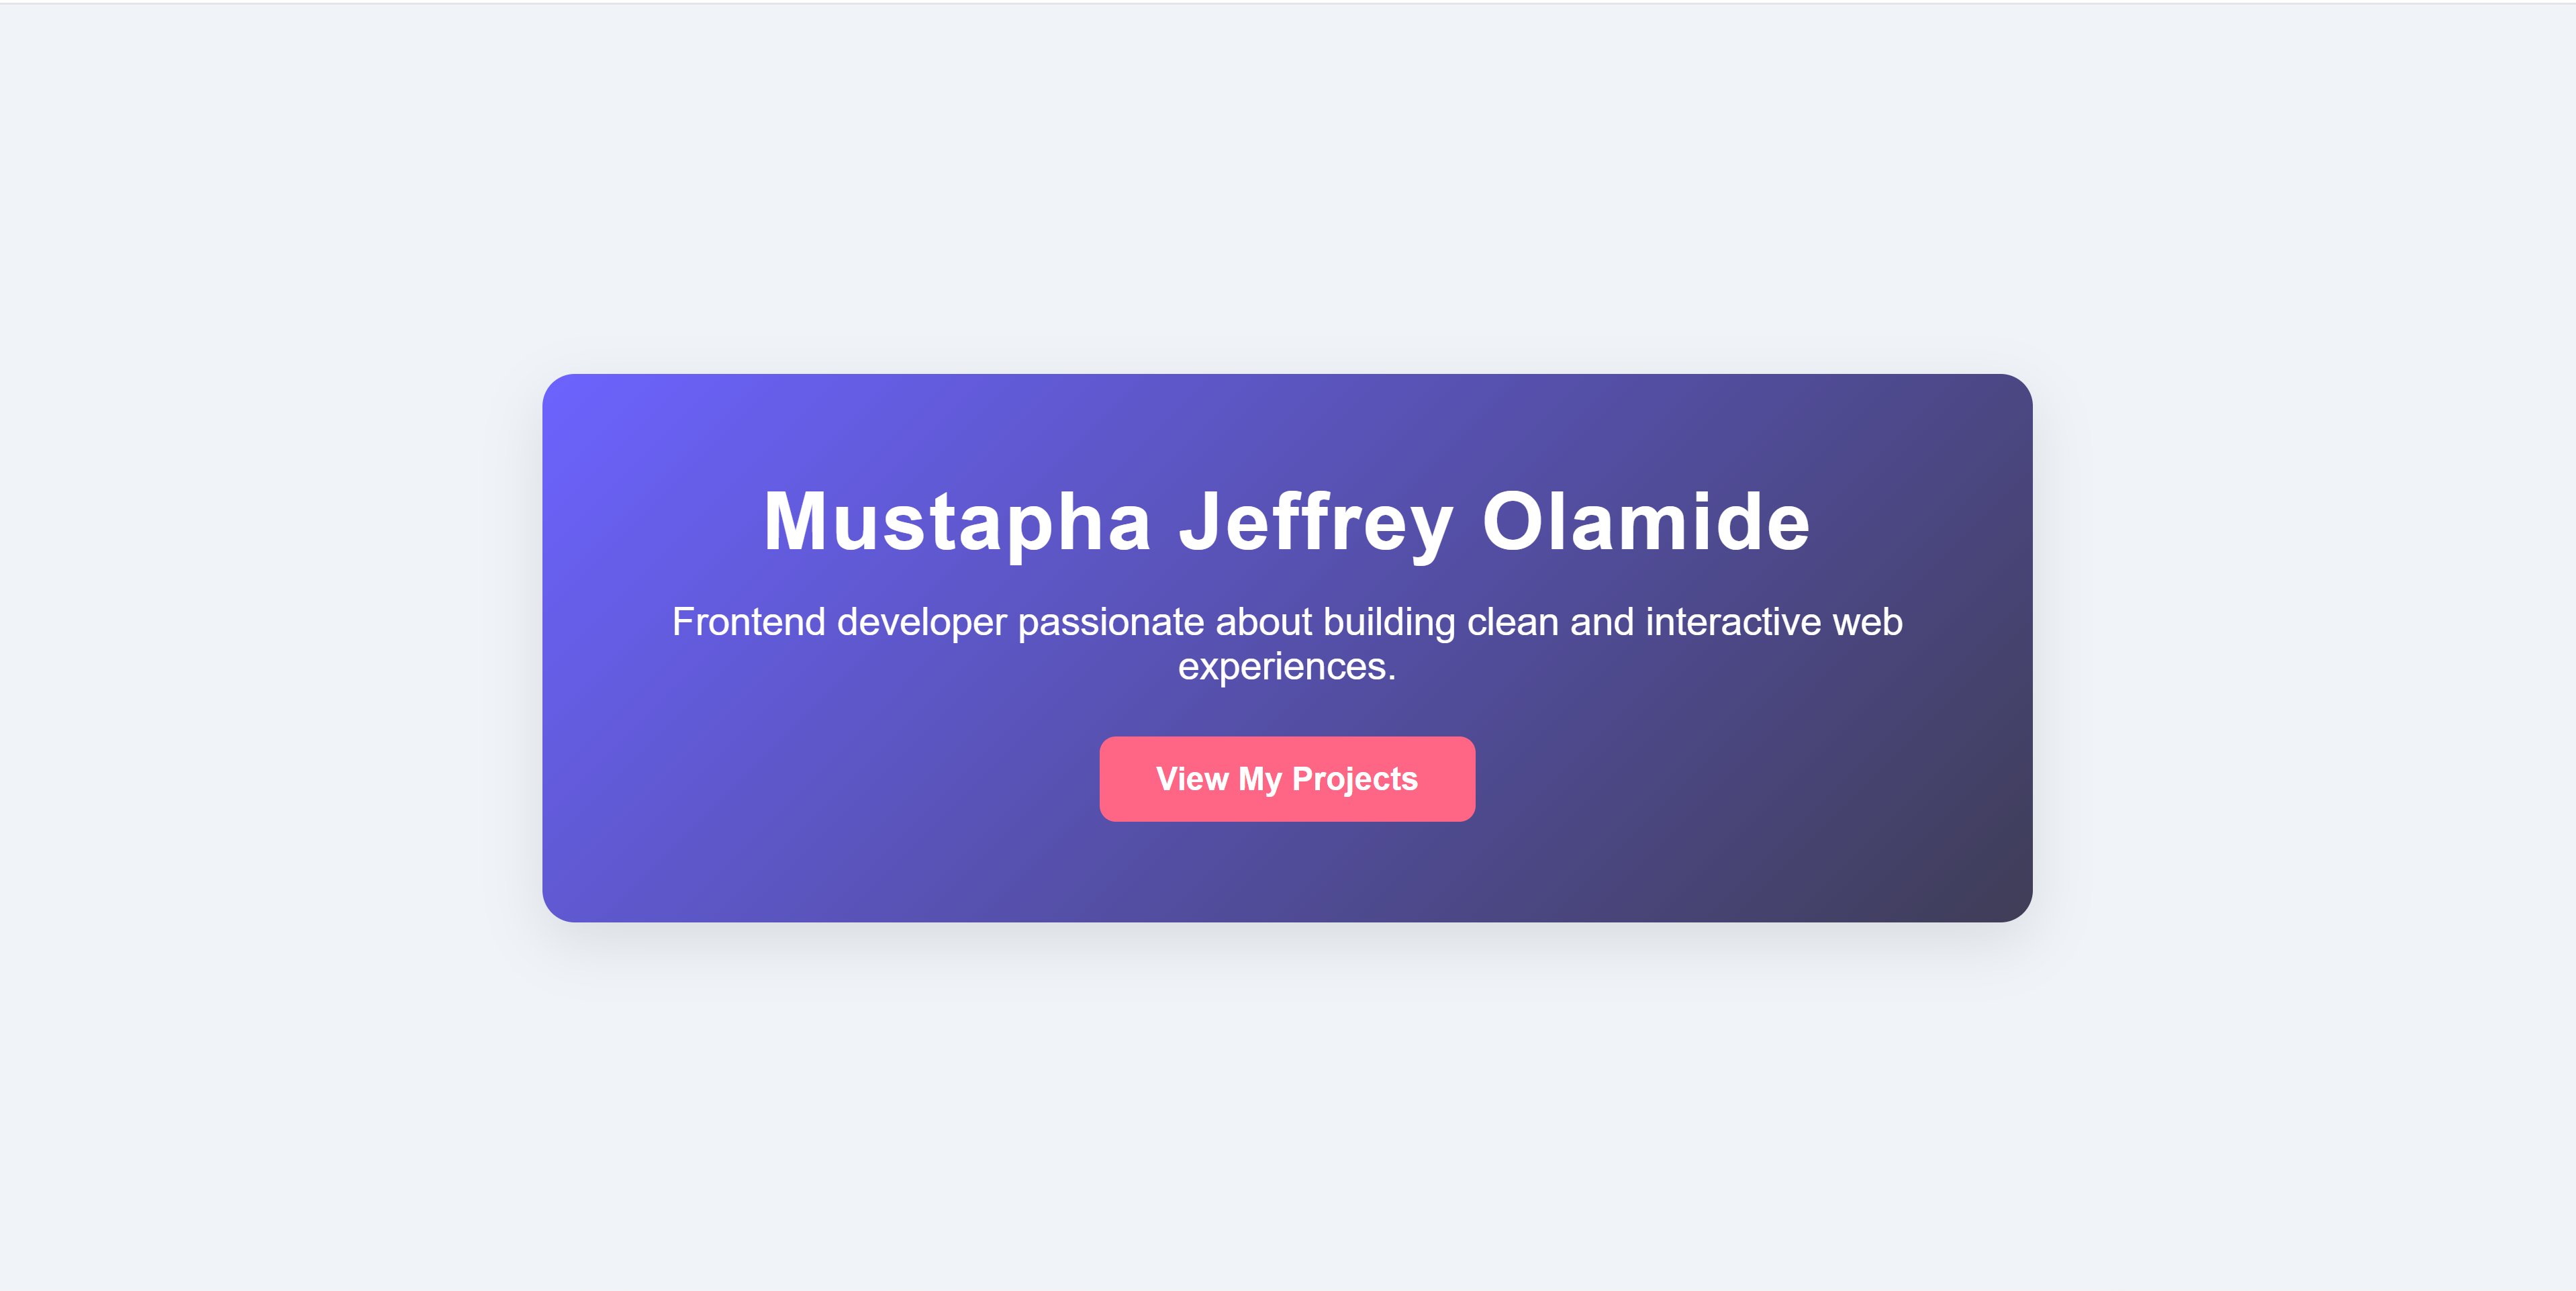 Mustapha Jeffrey Olamide
Frontend developer passionate about building clean and interactive web
experiences.
View My Projects